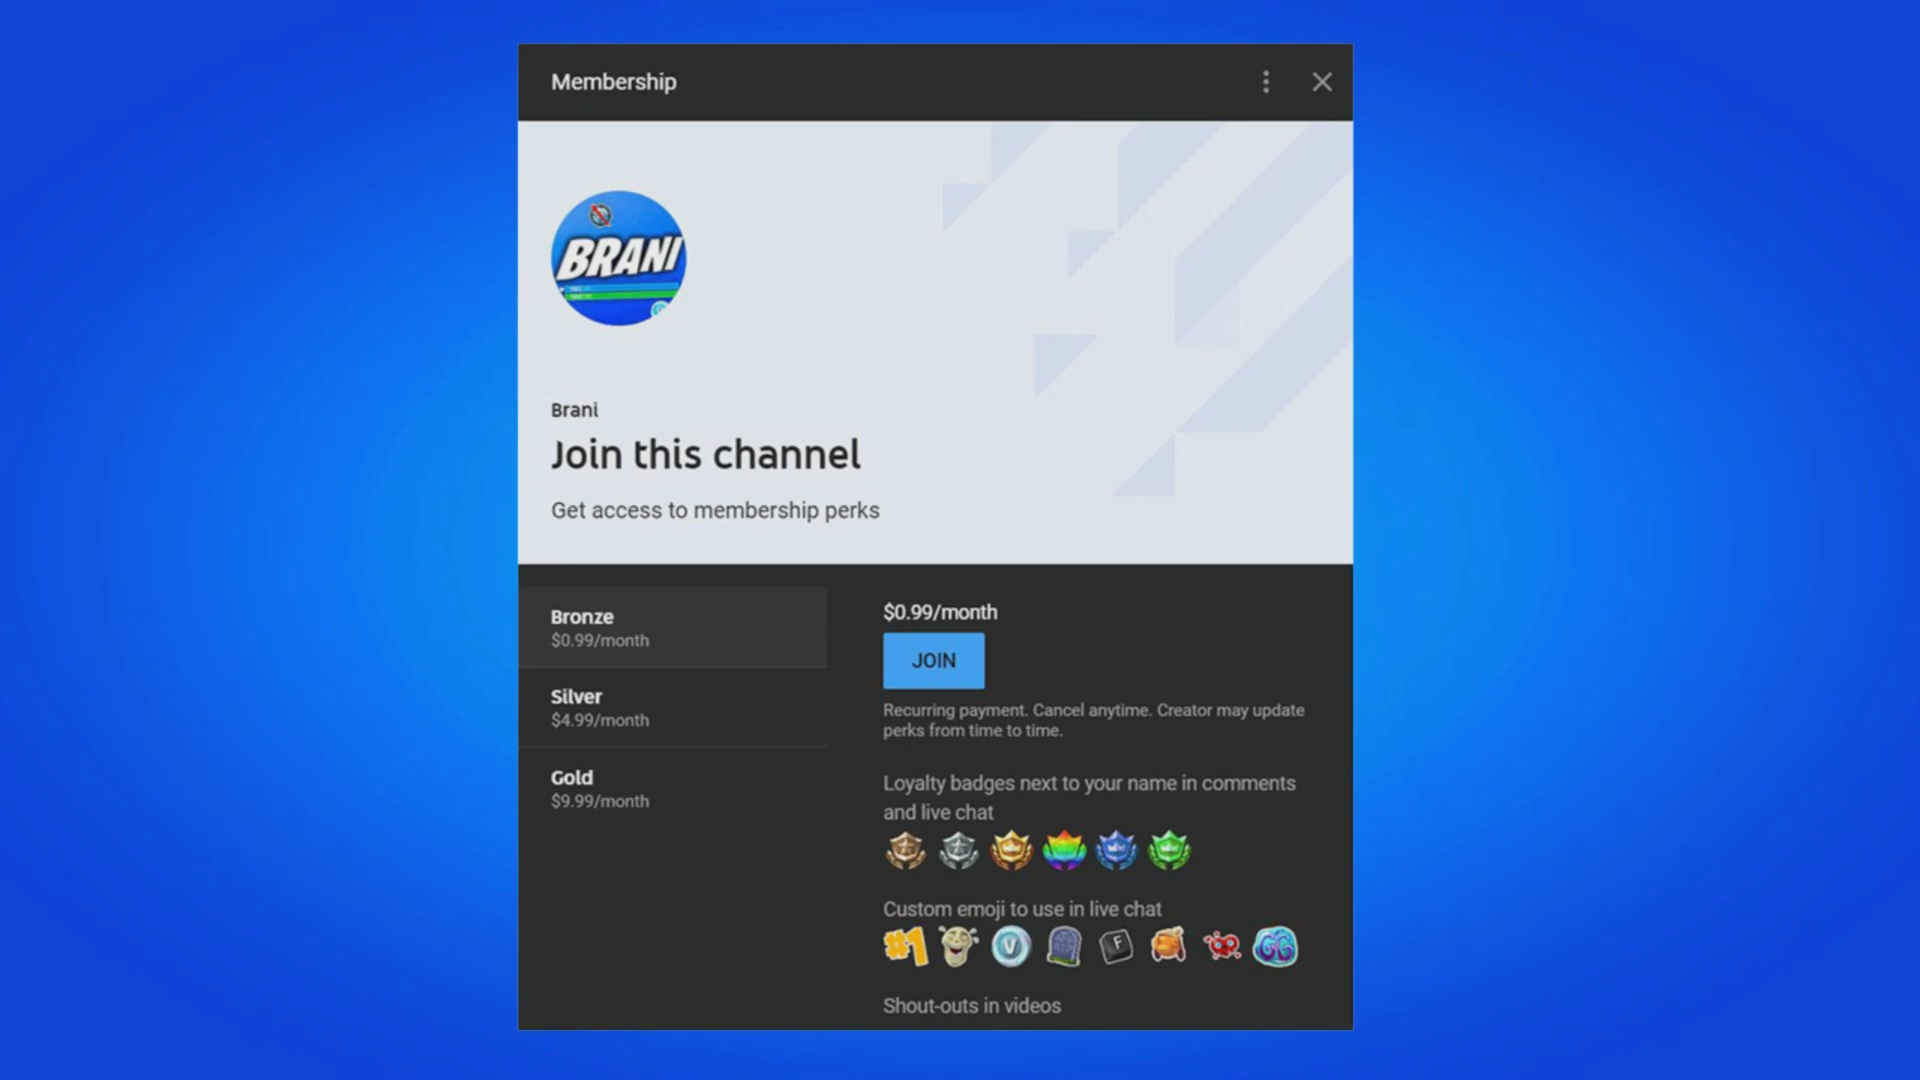 Membership
BRANI
Brani
Join this channel
Get access to membership perks
Bronze
$0.99/month
Silver
$4.99/month
Gold
$9.99/month
$0.99/month
JOIN
Recurring payment. Cancel anytime. Creator may update
perks from time to time.
Loyalty badges next to your name in comments
and live chat
Custom emoji to use in live chat
#1 V F GG
Shout-outs in videos